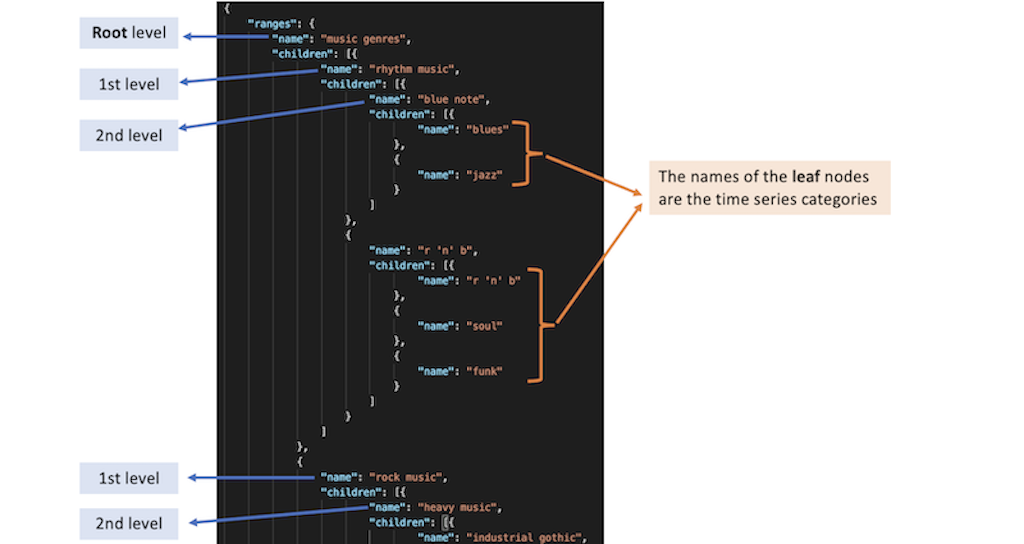 {
"ranges": {
Root level
"name": "music genres",
"children": [{
1st level
"name": "rhythm music",
"children": [{
2nd level
"name": "blue note",
"children": [{
"name": "blues"
},
{
"name": "jazz"
}
]
},
{
The names of the leaf nodes
are the time series categories
"name": "r 'n' b",
"children": [{
"name": "r 'n' b"
},
{
"name": "soul"
},
{
"name": "funk"
}
]
}
]
},
{
1st level
"name": "rock music",
"children": [{
2nd level
"name": "heavy music",
"children": [{
"name": "industrial gothic",